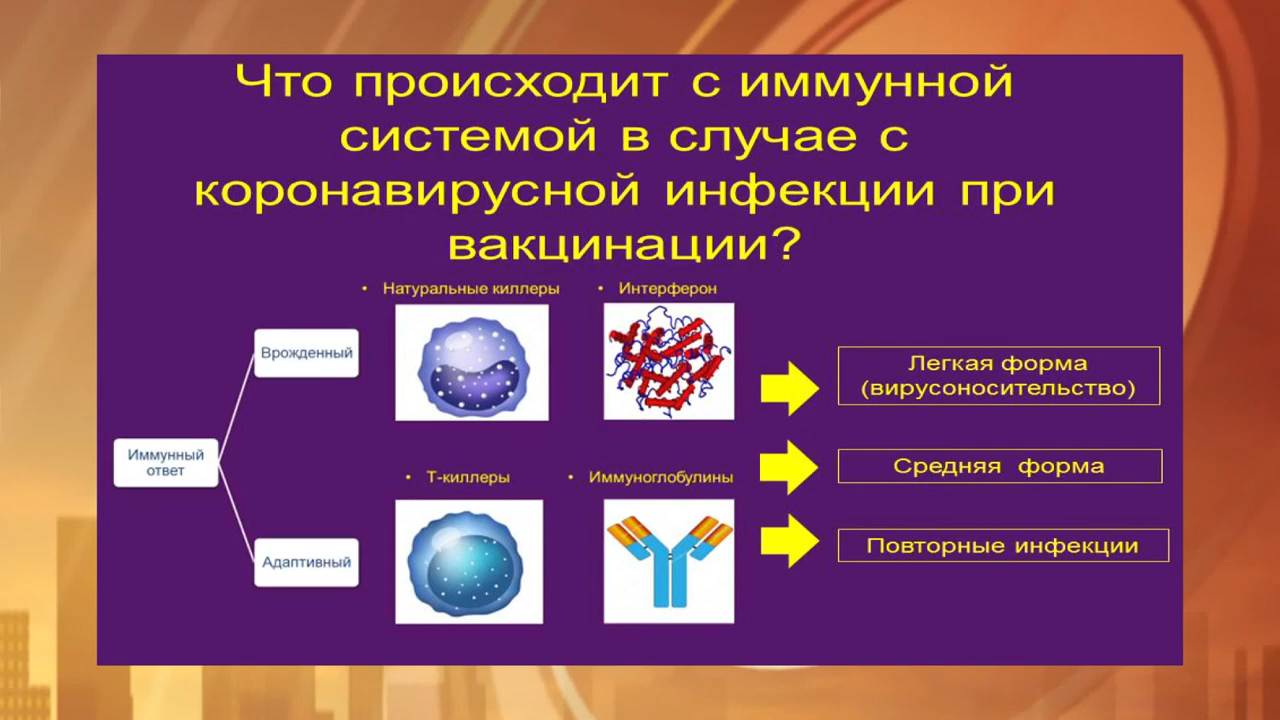 Что происходит с иммунной
системой в случае с
коронавирусной инфекции при
вакцинации?
• Натуральные киллеры
• Интерферон
Врожденный
Легкая форма
(вирусоносительство)
Иммунный
ответ
Средняя форма
• Т-киллеры
• Иммуноглобулины
Адаптивный
Повторные инфекции